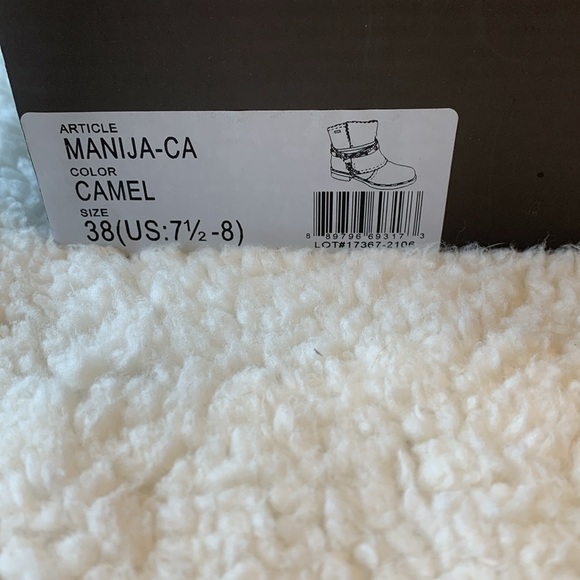 ARTICLE
MANIJA-CA
COLOR
CAMEL
SIZE
38(US:7½-8)
8 89796 69317 3
LOT#17367-2106